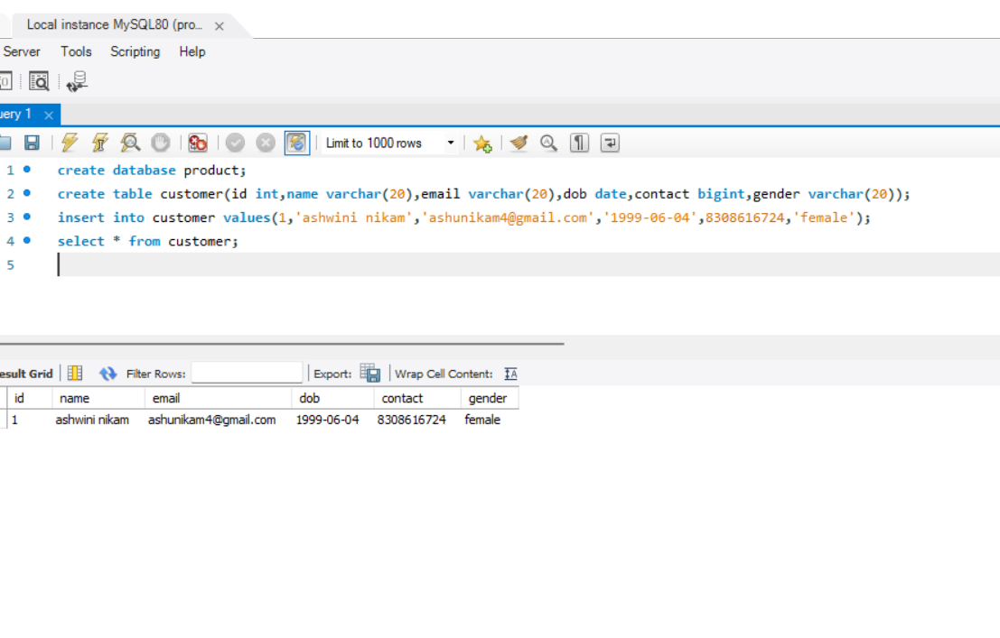 Local instance MySQL80 (pro...
Server Tools Scripting Help
uery 1
Limit to 1000 rows
1 create database product;
2 create table customer(id int,name varchar(20),email varchar(20),dob date,contact bigint,gender varchar(20));
3 insert into customer values(1,'ashwini nikam','ashunikam4@gmail.com','1999-06-04',8308616724,'female');
4 select * from customer;
5
esult Grid Filter Rows: Export: Wrap Cell Content: IA
id name email dob contact gender
1 ashwini nikam ashunikam4@gmail.com 1999-06-04 8308616724 female